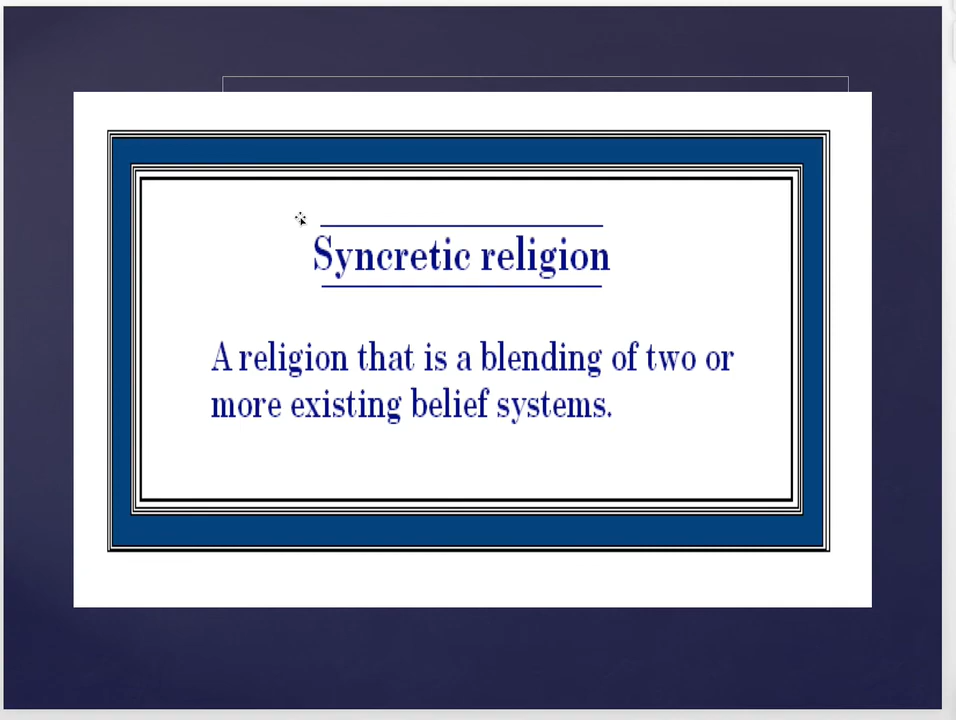 Syncretic religion
A religion that is a blending of two or
more existing belief systems.